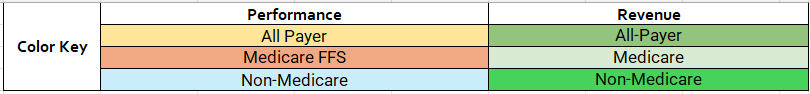 Performance Revenue
Color Key
All Payer All-Payer
Medicare FFS Medicare
Non-Medicare Non-Medicare